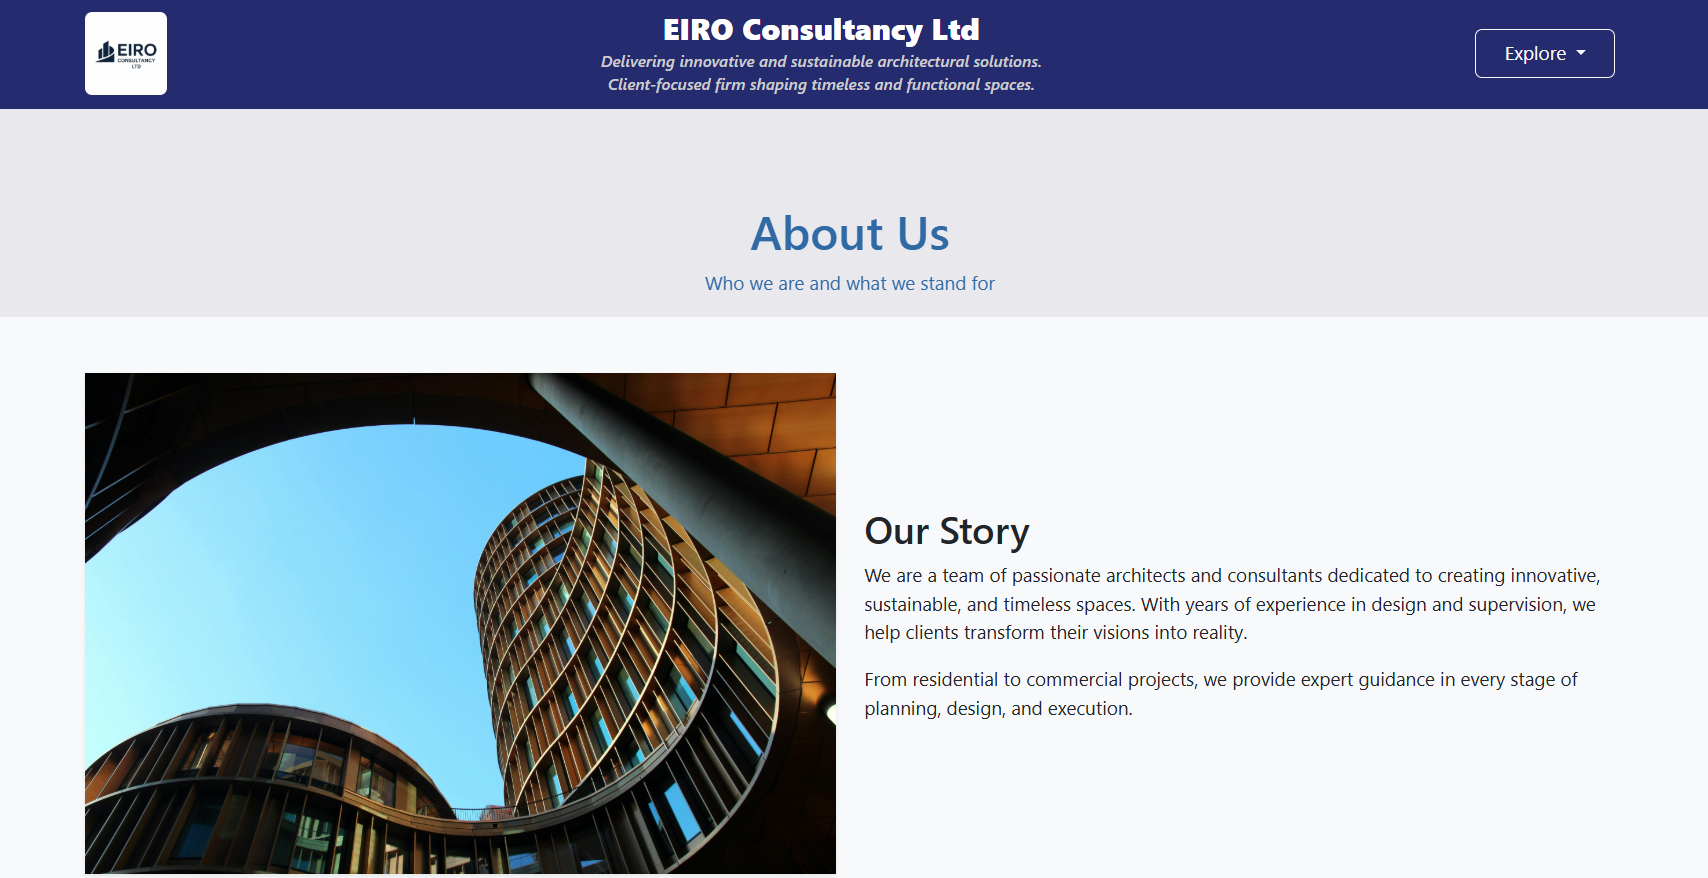 EIRO
CONSULTANCY
LTD
EIRO Consultancy Ltd
Delivering innovative and sustainable architectural solutions.
Client-focused firm shaping timeless and functional spaces.
Explore
About Us
Who we are and what we stand for
Our Story
We are a team of passionate architects and consultants dedicated to creating innovative,
sustainable, and timeless spaces. With years of experience in design and supervision, we
help clients transform their visions into reality.
From residential to commercial projects, we provide expert guidance in every stage of
planning, design, and execution.